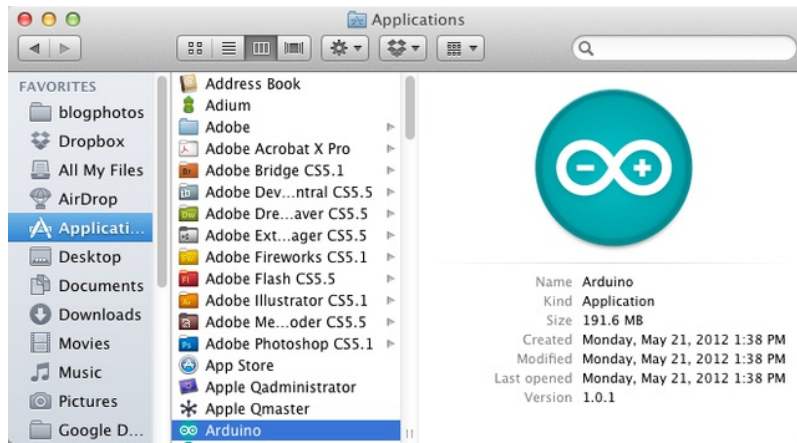 Applications
FAVORITES
blogphotos
Dropbox
All My Files
AirDrop
Applicati...
Desktop
Documents
Downloads
Movies
Music
Pictures
Google D...
Address Book
Adium
Adobe
Adobe Acrobat X Pro
Adobe Bridge CS5.1
Adobe Dev...ntral CS5.5
Adobe Dre...aver CS5.5
Adobe Ext...ager CS5.5
Adobe Fireworks CS5.1
Adobe Flash CS5.5
Adobe Illustrator CS5.1
Adobe Me...oder CS5.5
Adobe Photoshop CS5.1
App Store
Apple Qadministrator
Apple Qmaster
Arduino
Name Arduino
Kind Application
Size 191.6 MB
Created Monday, May 21, 2012 1:38 PM
Modified Monday, May 21, 2012 1:38 PM
Last opened Monday, May 21, 2012 1:38 PM
Version 1.0.1